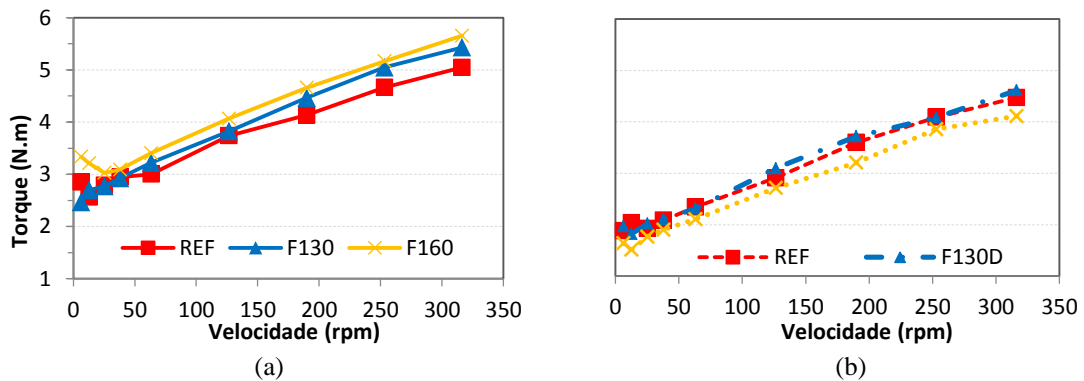 Torque (N.m)
6
5
4
3
2
1
REF F130 F160
0 50 100 150 200 250 300 350
Velocidade (rpm)
(a)
REF F130D
0 50 100 150 200 250 300 350
Velocidade (rpm)
(b)